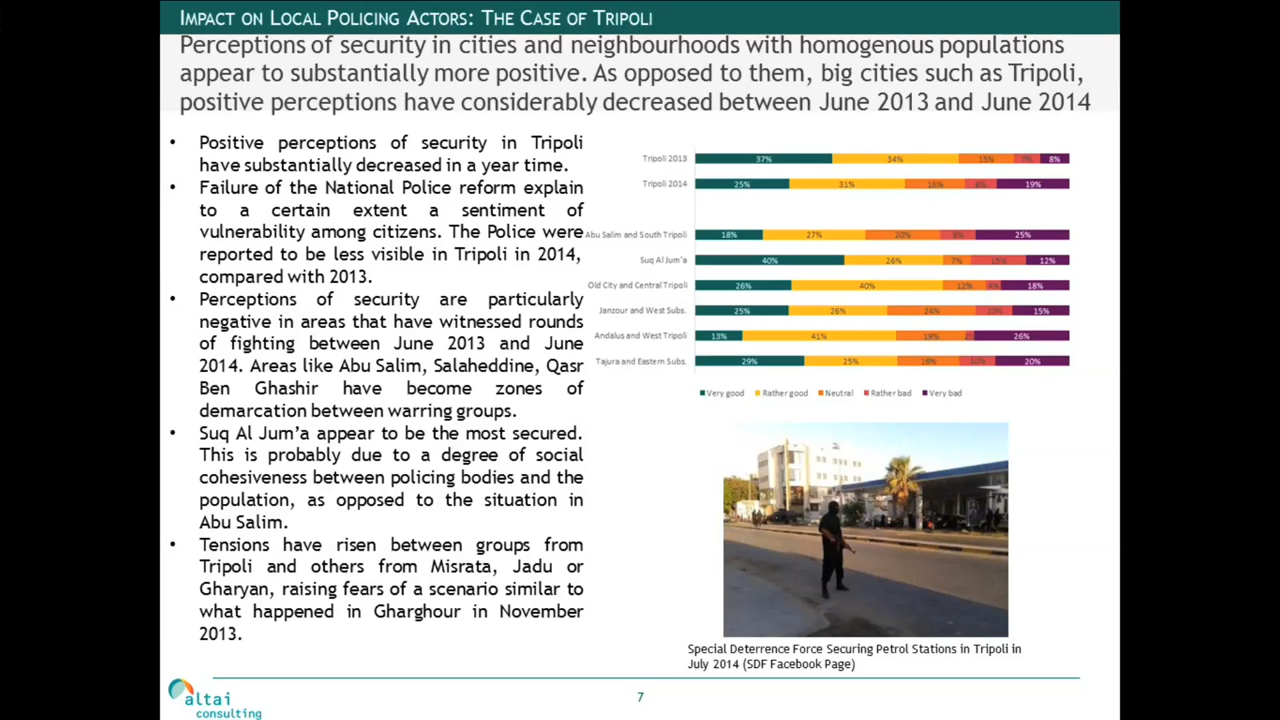 IMPACT ON LOCAL POLICING ACTORS: THE CASE OF TRIPOLI
Perceptions of security in cities and neighbourhoods with homogenous populations
appear to substantially more positive. As opposed to them, big cities such as Tripoli,
positive perceptions have considerably decreased between June 2013 and June 2014
• Positive perceptions of security in Tripoli
have substantially decreased in a year time.
• Failure of the National Police reform explain
to a certain extent a sentiment of
vulnerability among citizens. The Police were
reported to be less visible in Tripoli in 2014,
compared with 2013.
• Perceptions of security are particularly
negative in areas that have witnessed rounds
of fighting between June 2013 and June
2014. Areas like Abu Salim, Salaheddine, Qasr
Ben Ghashir have become zones of
demarcation between warring groups.
• Suq Al Jum'a appear to be the most secured.
This is probably due to a degree of social
cohesiveness between policing bodies and the
population, as opposed to the situation in
Abu Salim.
• Tensions have risen between groups from
Tripoli and others from Misrata, Jadu or
Gharyan, raising fears of a scenario similar to
what happened in Gharghour in November
2013.
Tripoli 2013 37% 34% 15% 7% 8%
Tripoli 2014 25% 31% 16% 8% 19%
Abu Salim and South Tripoli 18% 27% 20% 9% 25%
Suq Al Jum'a 40% 26% 7% 15% 12%
Old City and Central Tripoli 26% 40% 12% 4% 18%
Janzour and West Subs. 25% 26% 24% 10% 15%
Andalus and West Tripoli 13% 41% 19% 26%
Tajura and Eastern Subs. 29% 25% 16% 10% 20%
Very good Rather good Neutral Rather bad Very bad
Special Deterrence Force Securing Petrol Stations in Tripoli in
July 2014 (SDF Facebook Page)
altai
consulting
7